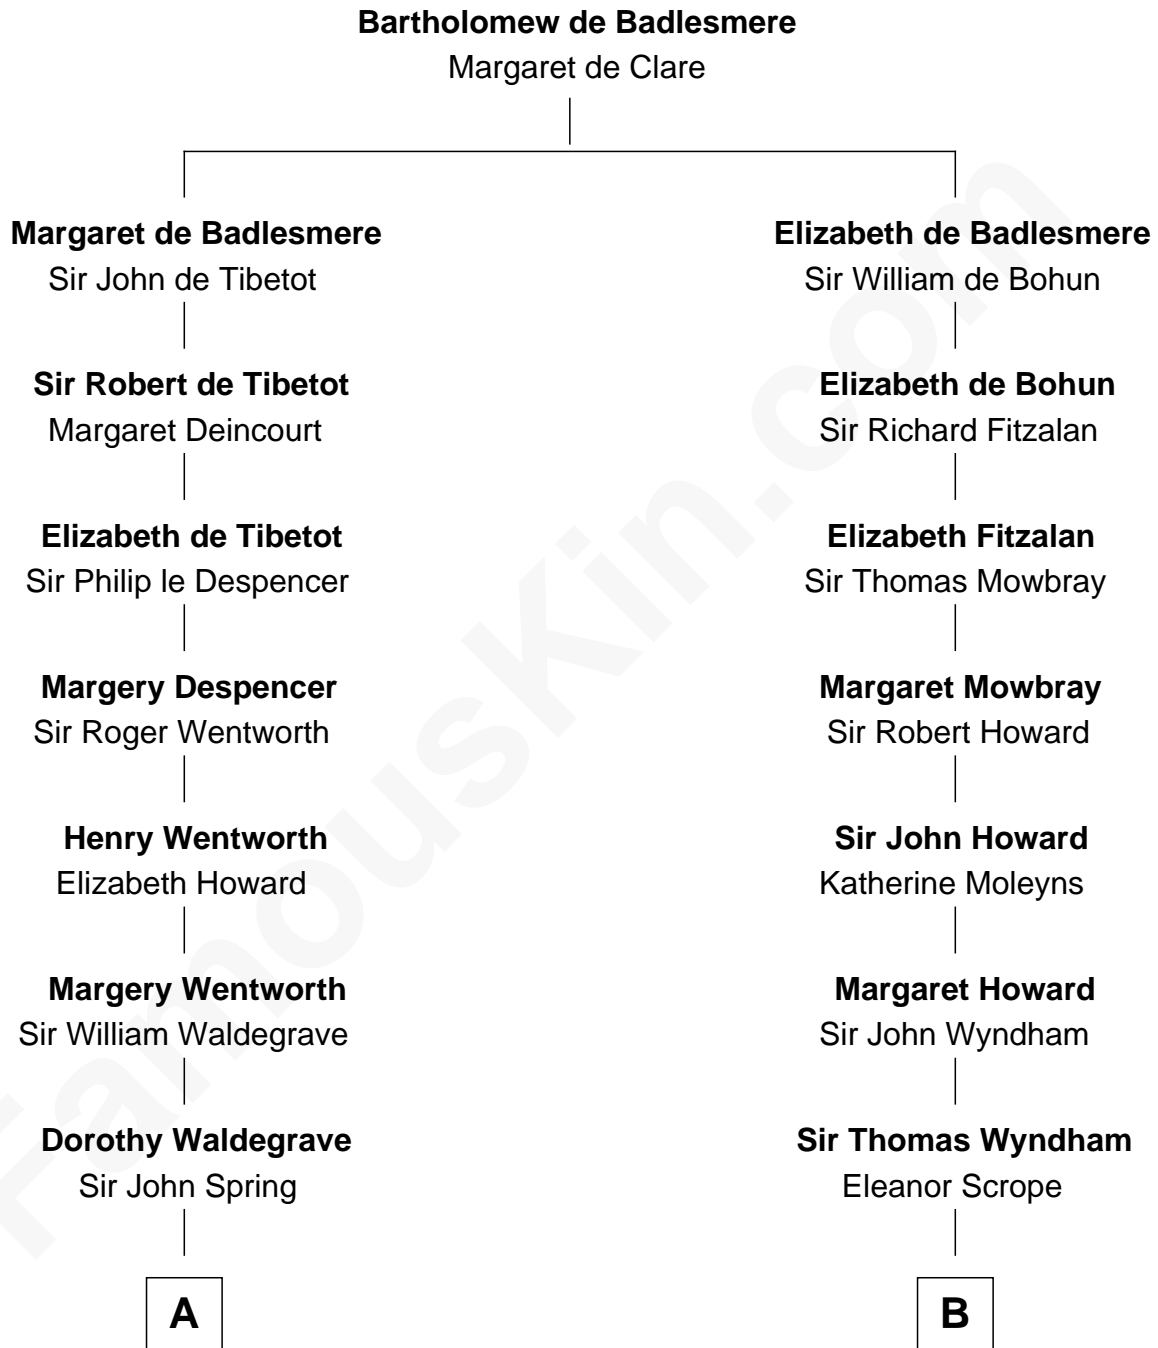 Bartholomew de Badlesmere
Margaret de Clare
Margaret de Badlesmere
Sir John de Tibetot
Sir Robert de Tibetot
Margaret Deincourt
Elizabeth de Tibetot
Sir Philip le Despencer
Margery Despencer
Sir Roger Wentworth
Henry Wentworth
Elizabeth Howard
Margery Wentworth
Sir William Waldegrave
Dorothy Waldegrave
Sir John Spring
A
Elizabeth de Badlesmere
Sir William de Bohun
Elizabeth de Bohun
Sir Richard Fitzalan
Elizabeth Fitzalan
Sir Thomas Mowbray
Margaret Mowbray
Sir Robert Howard
Sir John Howard
Katherine Moleyns
Margaret Howard
Sir John Wyndham
Sir Thomas Wyndham
Eleanor Scrope
B
FamousKin.com